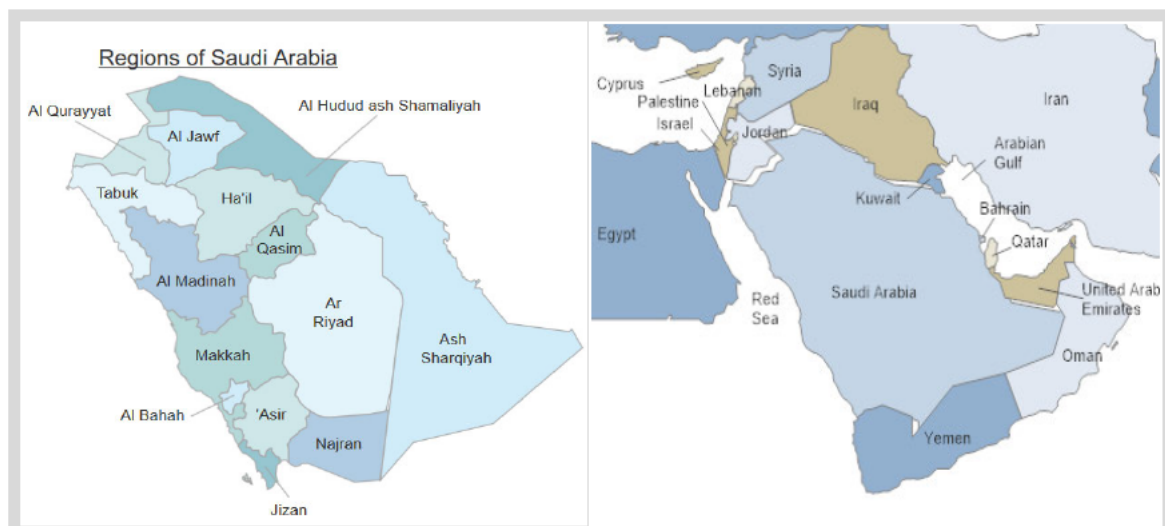 Regions of Saudi Arabia
Al Qurayyat
Al Hudud ash Shamaliyah
Al Jawf
Tabuk
Ha'il
Al
Qasim
Al Madinah
Ar
Riyad
Makkah
Ash
Sharqiyah
Al Bahah
'Asir
Najran
Jizan
Cyprus
Syria
Lebanan
Palestine
Israel
Jordan
Iraq
Iran
Arabian
Gulf
Kuwait
Bahrain
Egypt
Qatar
Saudi Arabia
Red
Sea
United Arab
Emirates
Oman
Yemen